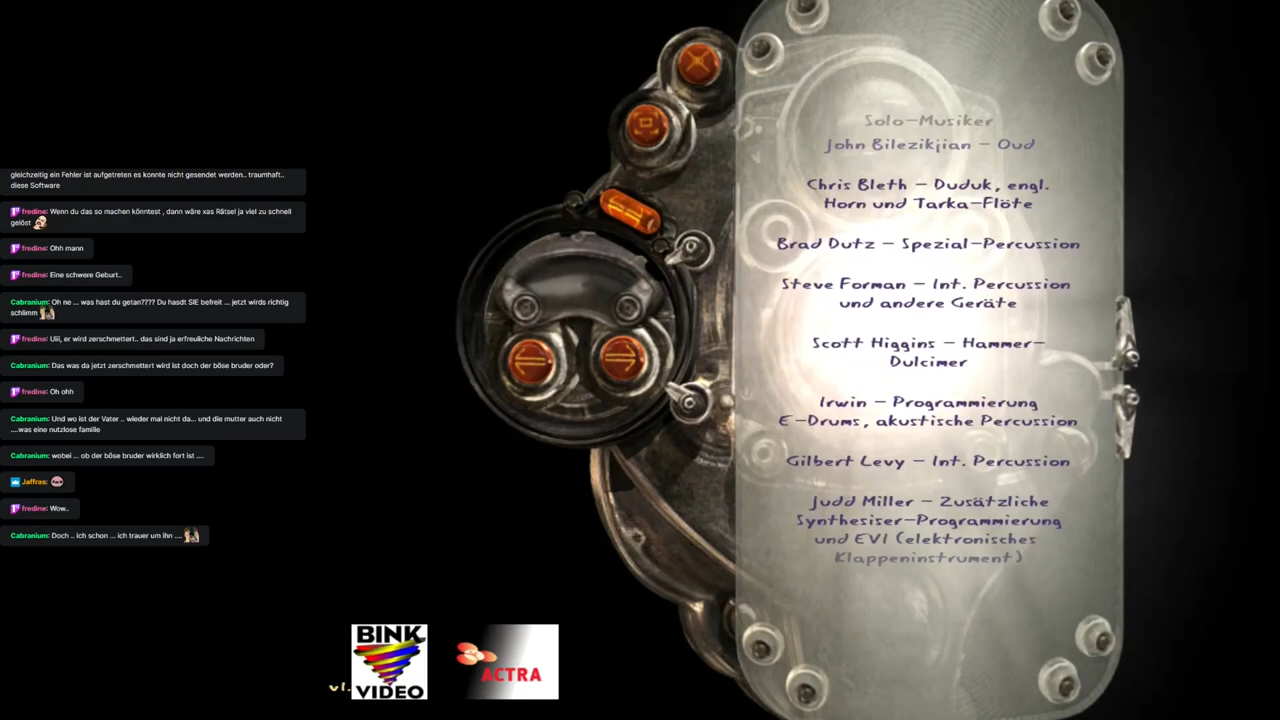 gleichzeitig ein Fehler ist aufgetreten es konnte nicht gesendet werden.. traumhaft..
diese Software
fredine: Wenn du das so machen könntest , dann wäre xas Rätsel ja viel zu schnell
gelöst
fredine: Ohh mann
fredine: Eine schwere Geburt..
Cabranium: Oh ne ... was hast du getan???? Du hasdt SIE befreit ... jetzt wirds richtig
schlimm
fredine: Uiii, er wird zerschmettert.. das sind ja erfreuliche Nachrichten
Cabranium: Das was da jetzt zerschmettert wird ist doch der böse bruder oder?
fredine: Oh ohh
Cabranium: Und wo ist der Vater .. wieder mal nicht da... und die mutter auch nicht
....was eine nutzlose familie
Cabranium: wobei ... ob der böse bruder wirklich fort ist ....
Jaffras:
fredine: Wow..
Cabranium: Doch .. ich schon ... ich trauer um ihn ....
Solo-Musiker
John Bilezikjian - Oud
Chris Bleth - Duduk, engl.
Horn und Tarka-Flöte
Brad Dutz - Spezial-Percussion
Steve Forman - Int. Percussion
und andere Geräte
Scott Higgins - Hammer-
Dulcimer
Irwin - Programmierung
E-Drums, akustische Percussion
Gilbert Levy - Int. Percussion
Judd Miller - Zusätzliche
Synthesiser-Programmierung
und EVI (elektronisches
Klappeninstrument)
v1.
BINK
VIDEO
ACTRA